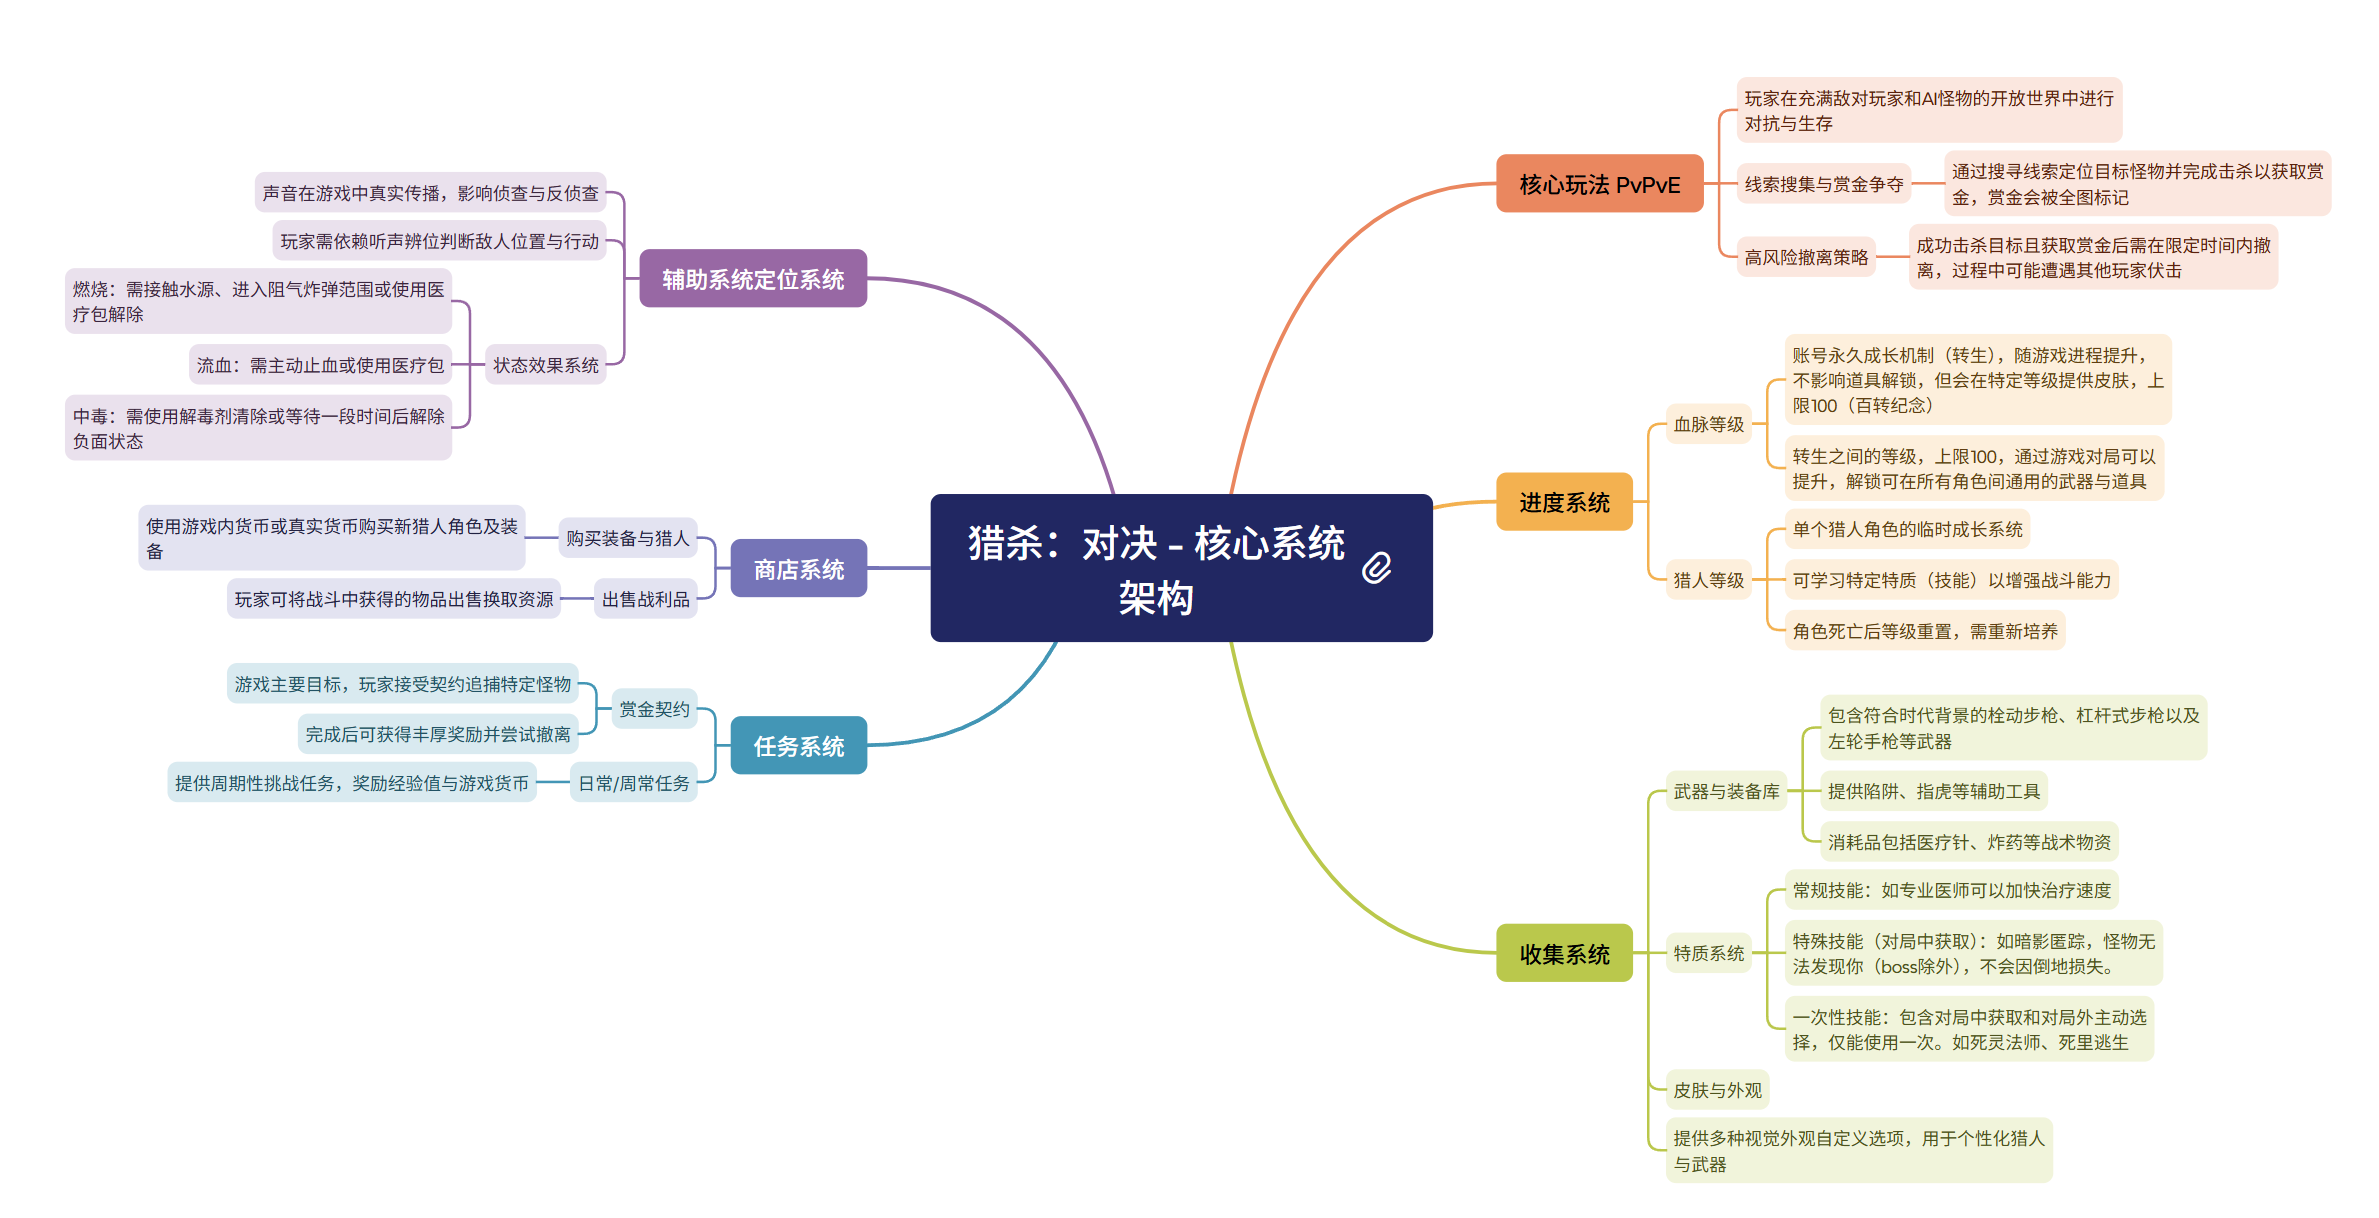 猎杀：对决 - 核心系统
架构
核心玩法 PvPvE
玩家在充满敌对玩家和AI怪物的开放世界中进行
对抗与生存
线索搜集与赏金争夺
通过搜寻线索定位目标怪物并完成击杀以获取赏
金，赏金会被全图标记
高风险撤离策略
成功击杀目标且获取赏金后需在限定时间内撤
离，过程中可能遭遇其他玩家伏击
进度系统
血脉等级
账号永久成长机制（转生），随游戏进程提升，
不影响道具解锁，但会在特定等级提供皮肤，上
限100（百转纪念）
转生之间的等级，上限100，通过游戏对局可以
提升，解锁可在所有角色间通用的武器与道具
猎人等级
单个猎人角色的临时成长系统
可学习特定特质（技能）以增强战斗能力
角色死亡后等级重置，需重新培养
收集系统
武器与装备库
包含符合时代背景的栓动步枪、杠杆式步枪以及
左轮手枪等武器
提供陷阱、指虎等辅助工具
消耗品包括医疗针、炸药等战术物资
特质系统
常规技能：如专业医师可以加快治疗速度
特殊技能（对局中获取）：如暗影匿踪，怪物无
法发现你（boss除外），不会因倒地损失。
一次性技能：包含对局中获取和对局外主动选
择，仅能使用一次。如死灵法师、死里逃生
皮肤与外观
提供多种视觉外观自定义选项，用于个性化猎人
与武器
辅助系统定位系统
声音在游戏中真实传播，影响侦查与反侦查
玩家需依赖听声辨位判断敌人位置与行动
状态效果系统
燃烧：需接触水源、进入阻气炸弹范围或使用医
疗包解除
流血：需主动止血或使用医疗包
中毒：需使用解毒剂清除或等待一段时间后解除
负面状态
商店系统
购买装备与猎人
使用游戏内货币或真实货币购买新猎人角色及装
备
出售战利品
玩家可将战斗中获得的物品出售换取资源
任务系统
赏金契约
游戏主要目标，玩家接受契约追捕特定怪物
完成后可获得丰厚奖励并尝试撤离
日常/周常任务
提供周期性挑战任务，奖励经验值与游戏货币